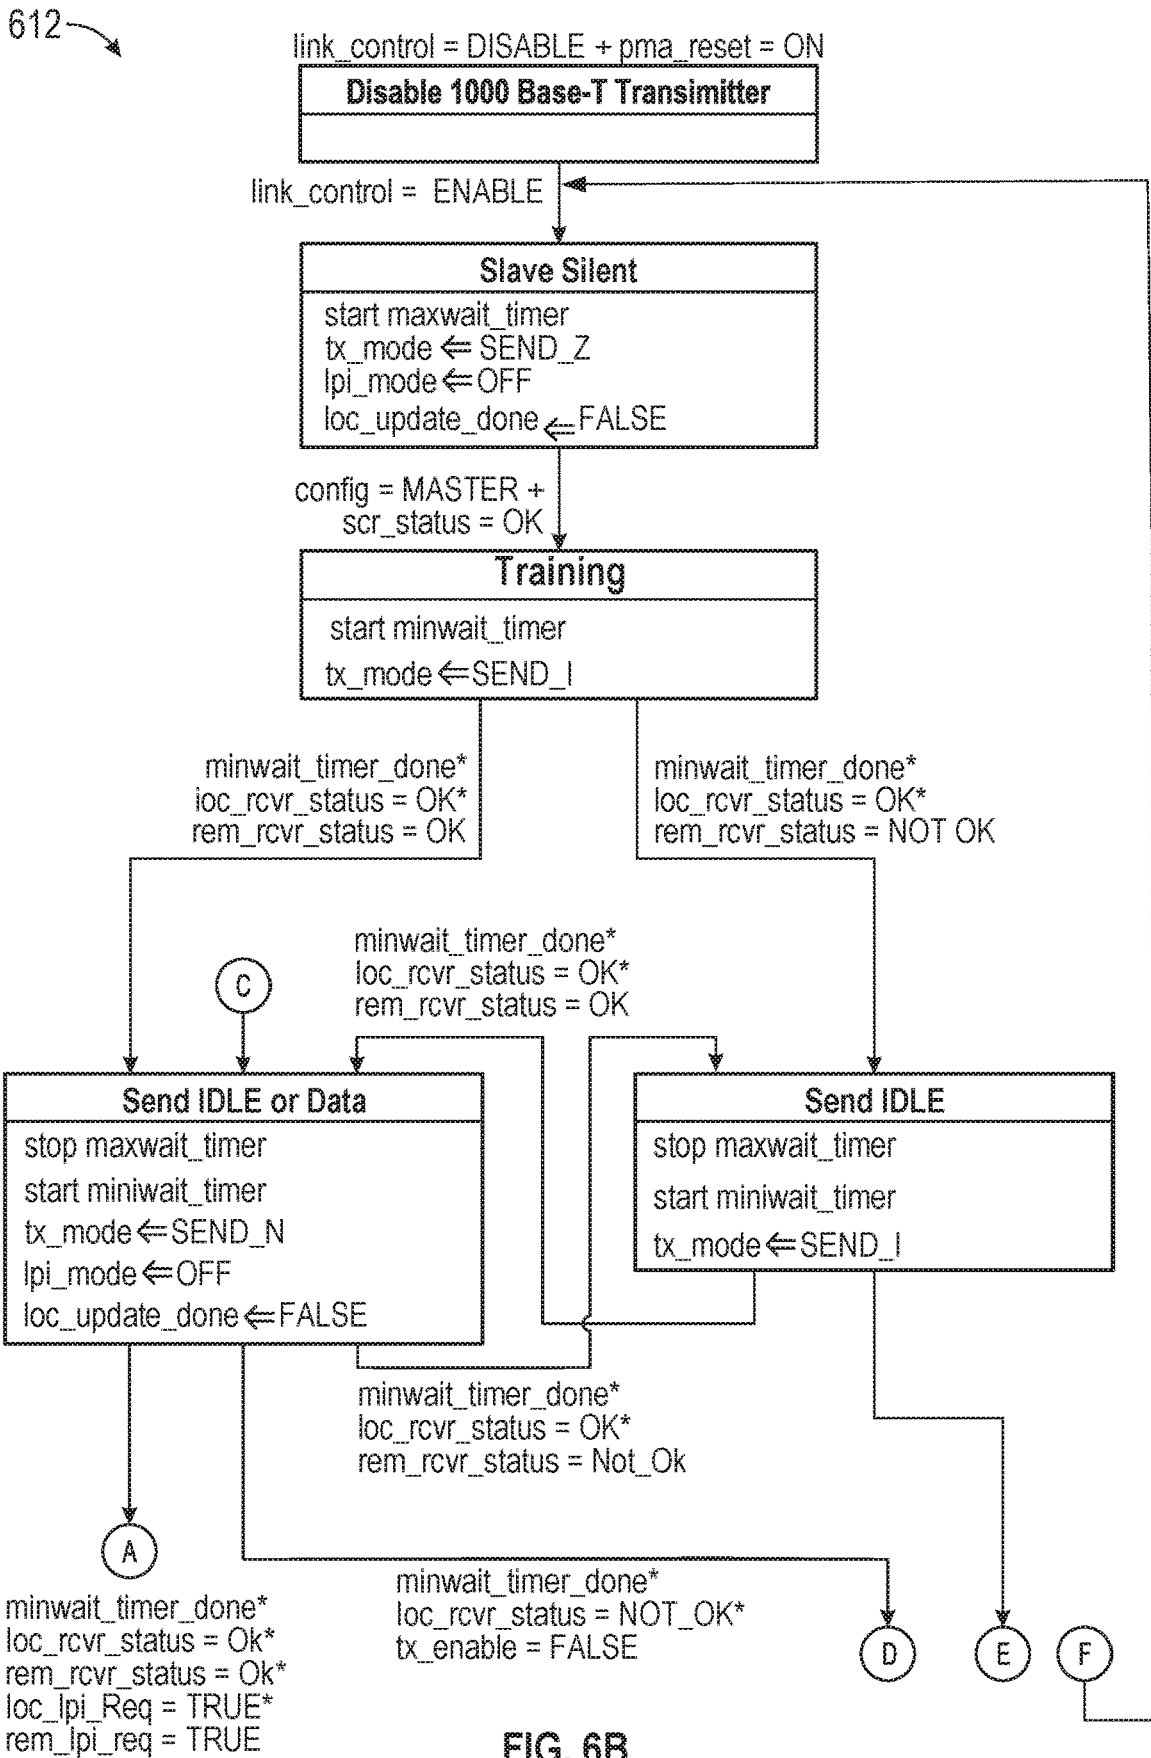 612
link_control = DISABLE + pma_reset = ON
Disable 1000 Base-T Transimitter
link_control = ENABLE
Slave Silent
start maxwait_timer
tx_mode ⇐ SEND_Z
lpi_mode ⇐ OFF
loc_update_done ⇐ FALSE
config = MASTER +
scr_status = OK
Training
start minwait_timer
tx_mode ⇐ SEND_I
minwait_timer_done*
loc_rcvr_status = OK*
rem_rcvr_status = OK
minwait_timer_done*
loc_rcvr_status = OK*
rem_rcvr_status = NOT OK
minwait_timer_done*
loc_rcvr_status = OK*
rem_rcvr_status = OK
C
Send IDLE or Data
stop maxwait_timer
start miniwait_timer
tx_mode ⇐ SEND_N
lpi_mode ⇐ OFF
loc_update_done ⇐ FALSE
Send IDLE
stop maxwait_timer
start miniwait_timer
tx_mode ⇐ SEND_I
minwait_timer_done*
loc_rcvr_status = OK*
rem_rcvr_status = Not_Ok
A
minwait_timer_done*
loc_rcvr_status = Ok*
rem_rcvr_status = Ok*
loc_lpi_Req = TRUE*
rem_lpi_req = TRUE
minwait_timer_done*
loc_rcvr_status = NOT_OK*
tx_enable = FALSE
D
E
F
FIG. 6B